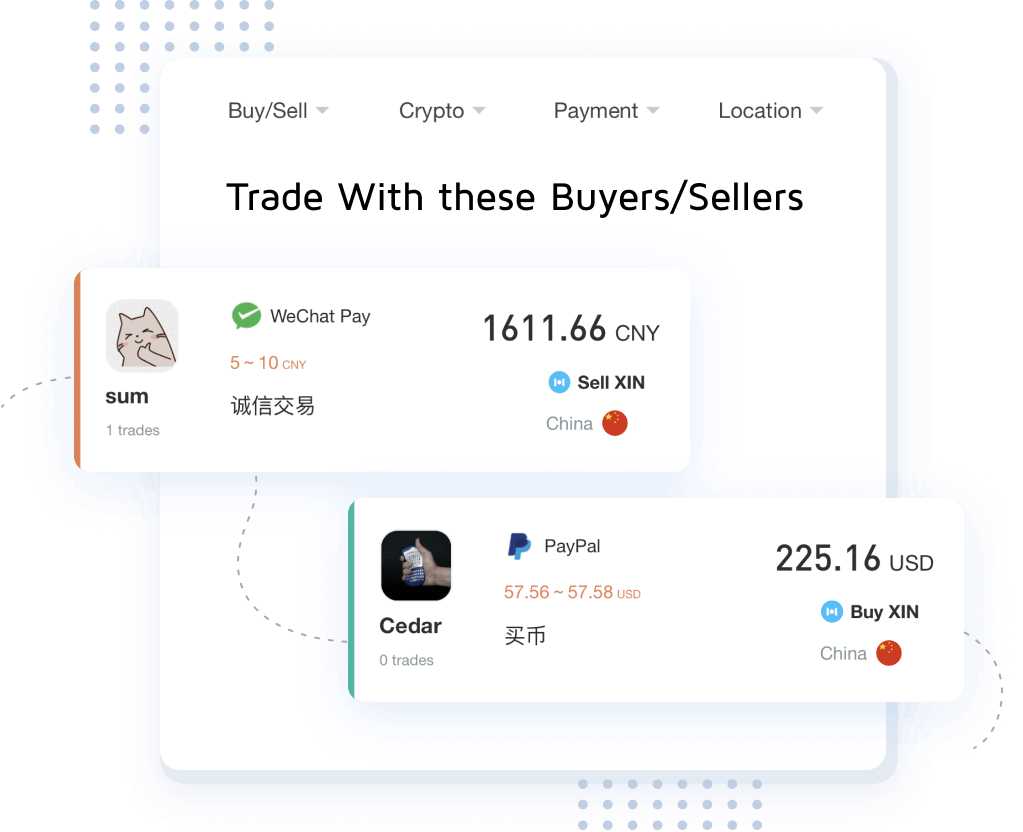 Buy/Sell Crypto Payment Location
Trade With these Buyers/Sellers
WeChat Pay
1611.66 CNY
5 ~ 10 CNY
Sell XIN
sum
诚信交易
China
1 trades
PayPal
225.16 USD
57.56 ~ 57.58 USD
Buy XIN
Cedar
买币
China
0 trades